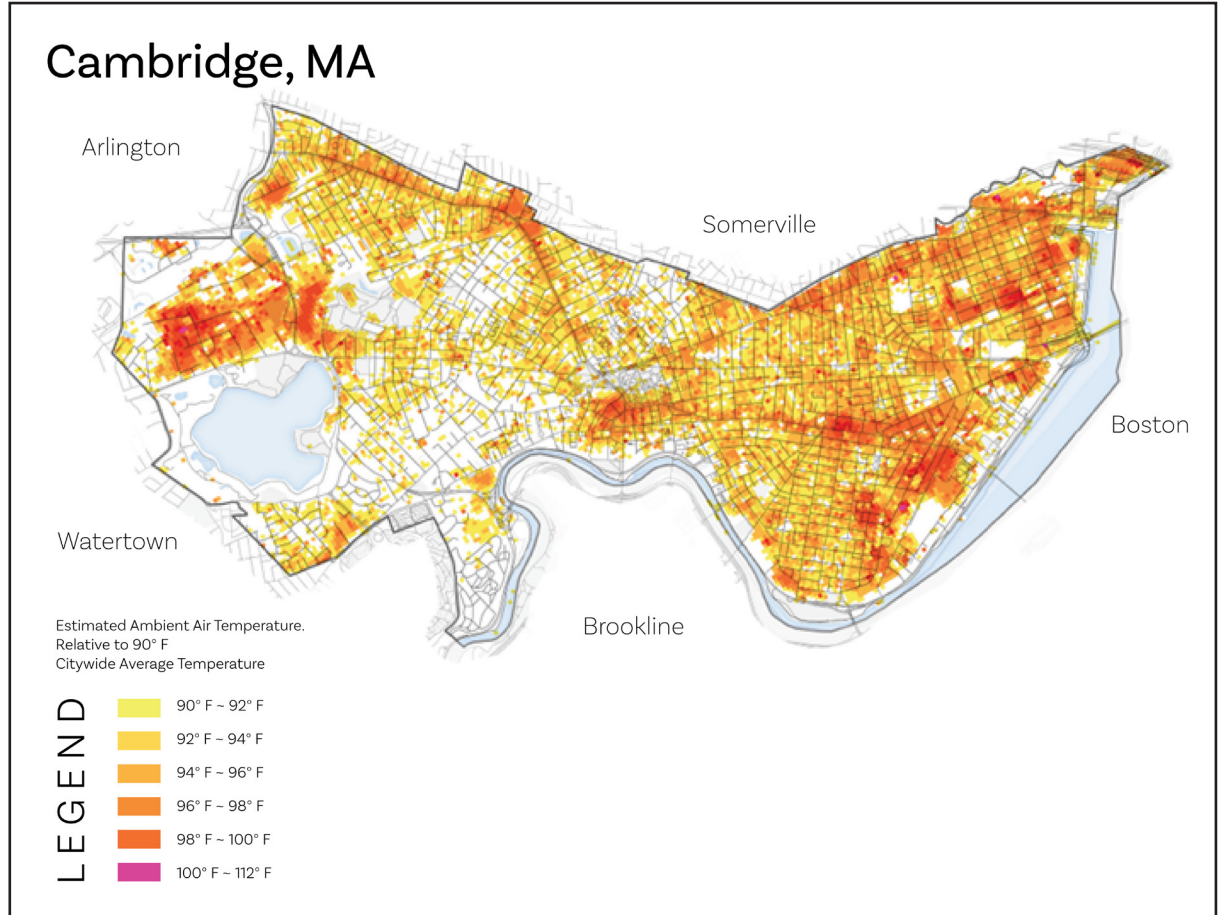 Cambridge, MA
Arlington
Somerville
Boston
Watertown
Brookline
Estimated Ambient Air Temperature.
Relative to 90° F
Citywide Average Temperature
LEGEND
90° F ~ 92° F
92° F ~ 94° F
94° F ~ 96° F
96° F ~ 98° F
98° F ~ 100° F
100° F ~ 112° F